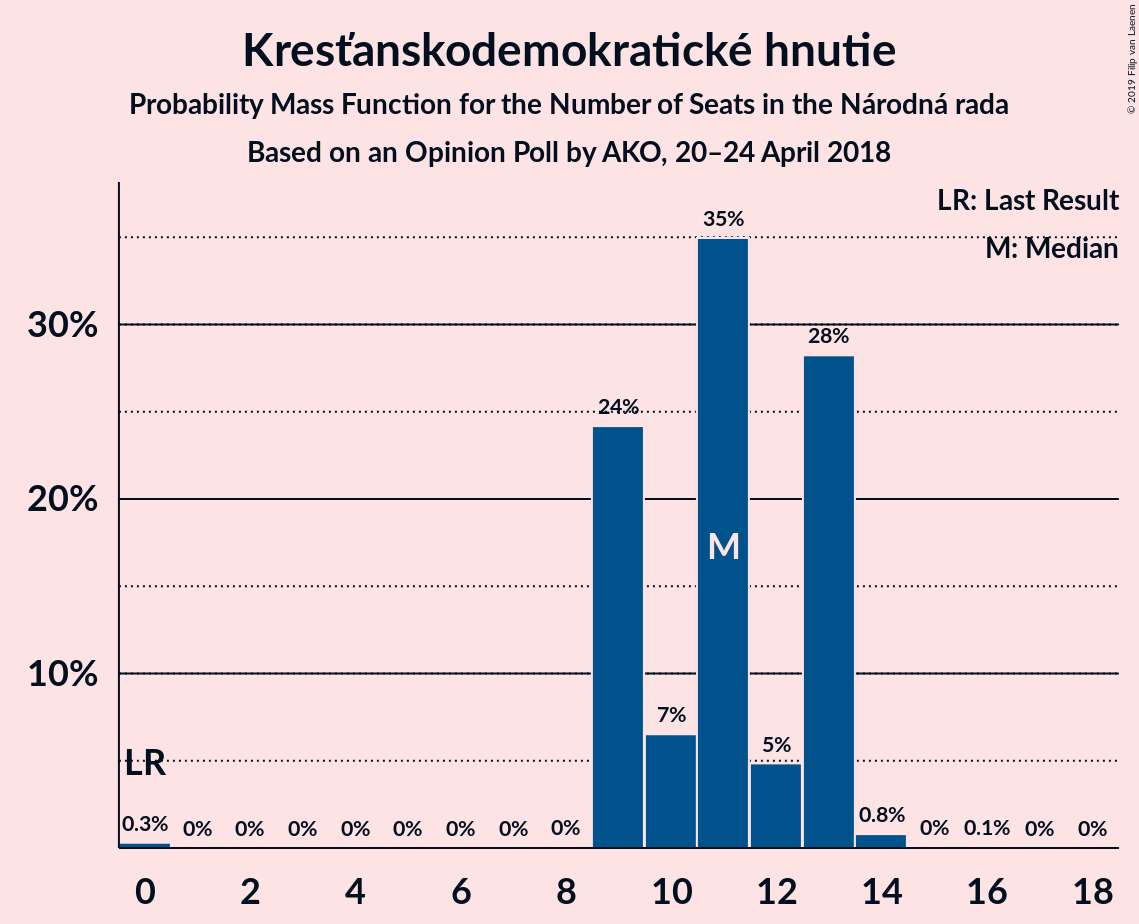 Kresťanskodemokratické hnutie
Probability Mass Function for the Number of Seats in the Národná rada
Based on an Opinion Poll by AKO, 20–24 April 2018
© 2019 Filip van Laenen
LR: Last Result
M: Median
35%
30%
28%
24%
20%
M
10%
7%
5%
LR
0.3% 0% 0% 0% 0% 0% 0% 0% 0% 0.8% 0% 0.1% 0% 0%
0 2 4 6 8 10 12 14 16 18